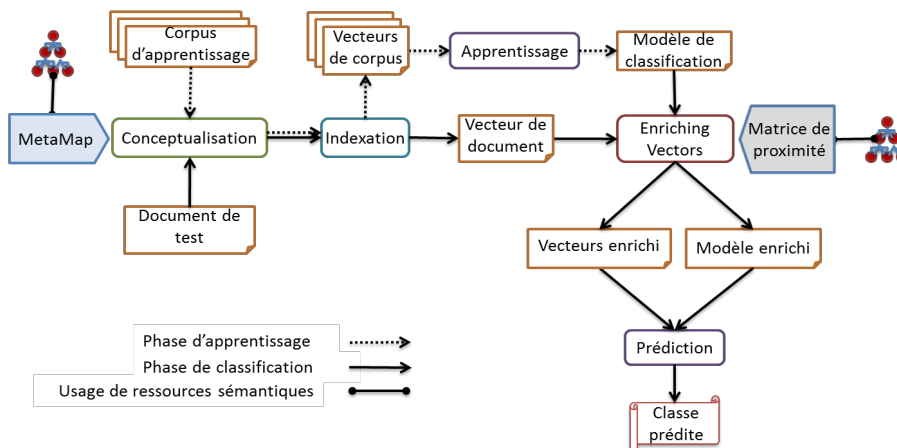 Corpus
d'apprentissage
Vecteurs
de corpus
Apprentissage
Modèle de
classification
MetaMap
Conceptualisation
Indexation
Vecteur de
document
Enriching
Vectors
Matrice de
proximité
Document de
test
Vecteurs enrichi
Modèle enrichi
Phase d'apprentissage
Phase de classification
Usage de ressources sémantiques
Prédiction
Classe
prédite